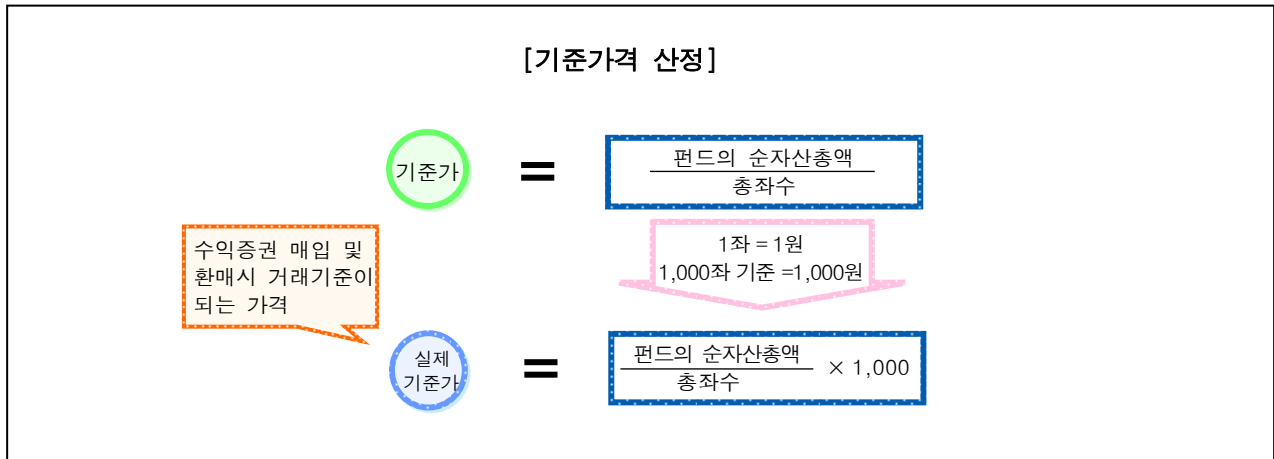 [기준가격 산정]
기준가
=
펀드의 순자산총액
총좌수
수익증권 매입 및
환매시 거래기준이
되는 가격
1좌 = 1원
1,000좌 기준 =1,000원
실제
기준가
=
펀드의 순자산총액
총좌수
× 1,000